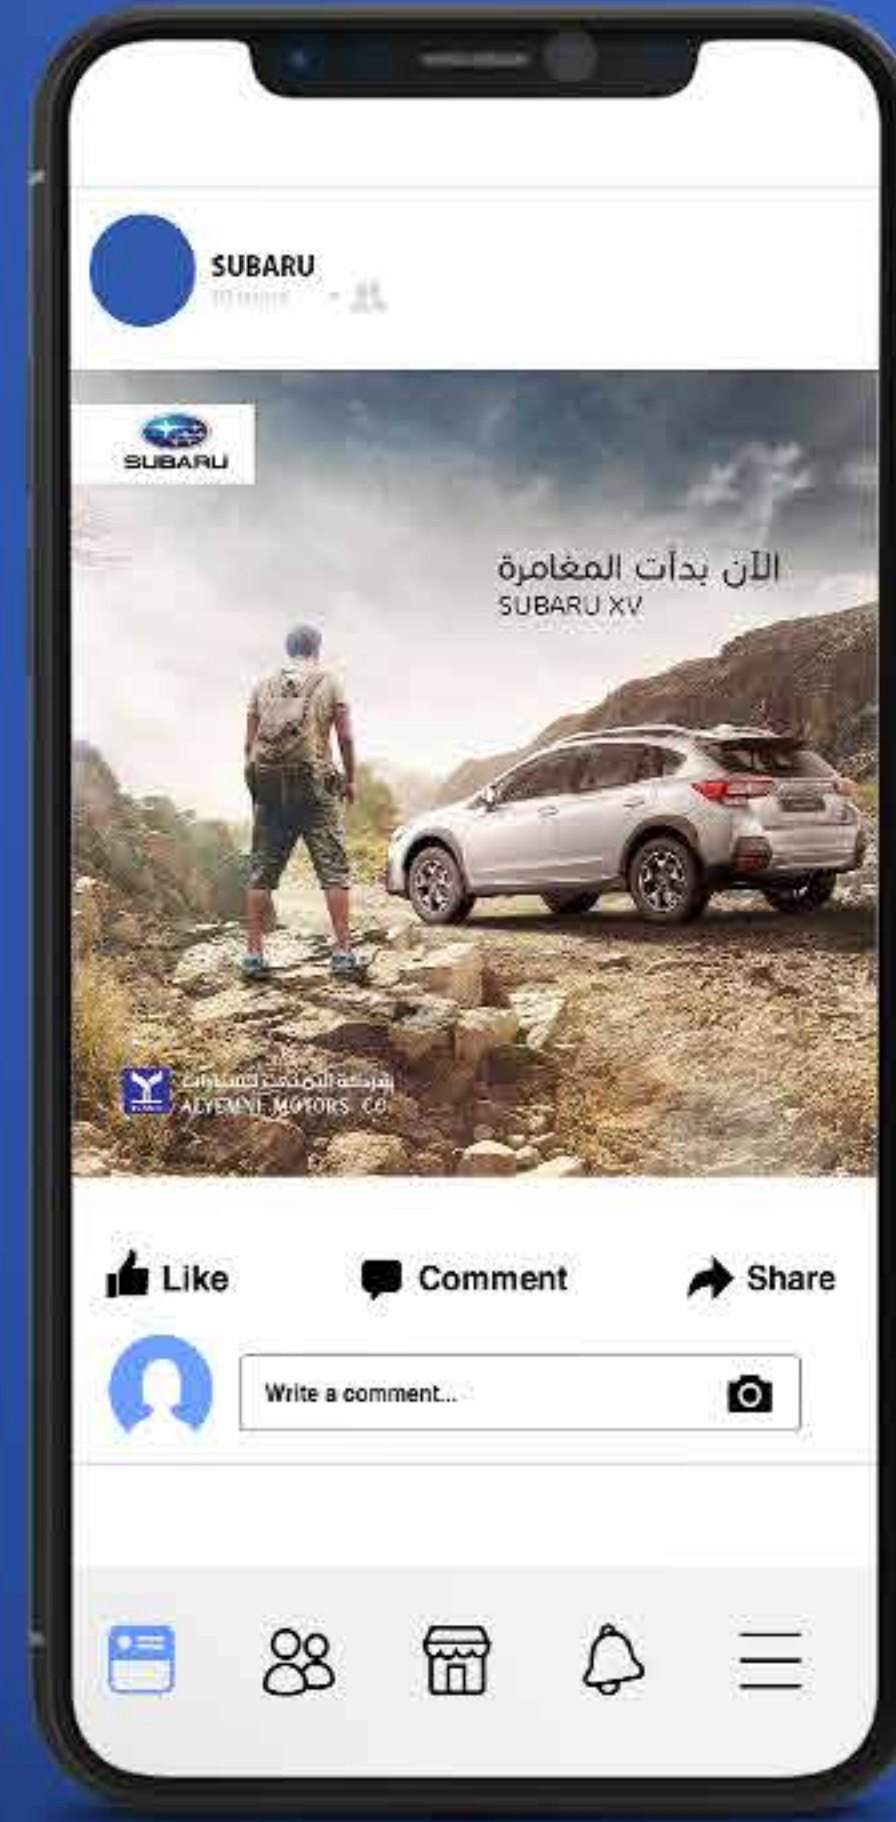 SUBARU
SUBARU
الآن بدأت المغامرة
SUBARU XV
ALYEMNI MOTORS CO
Like
Comment
Share
Write a comment...